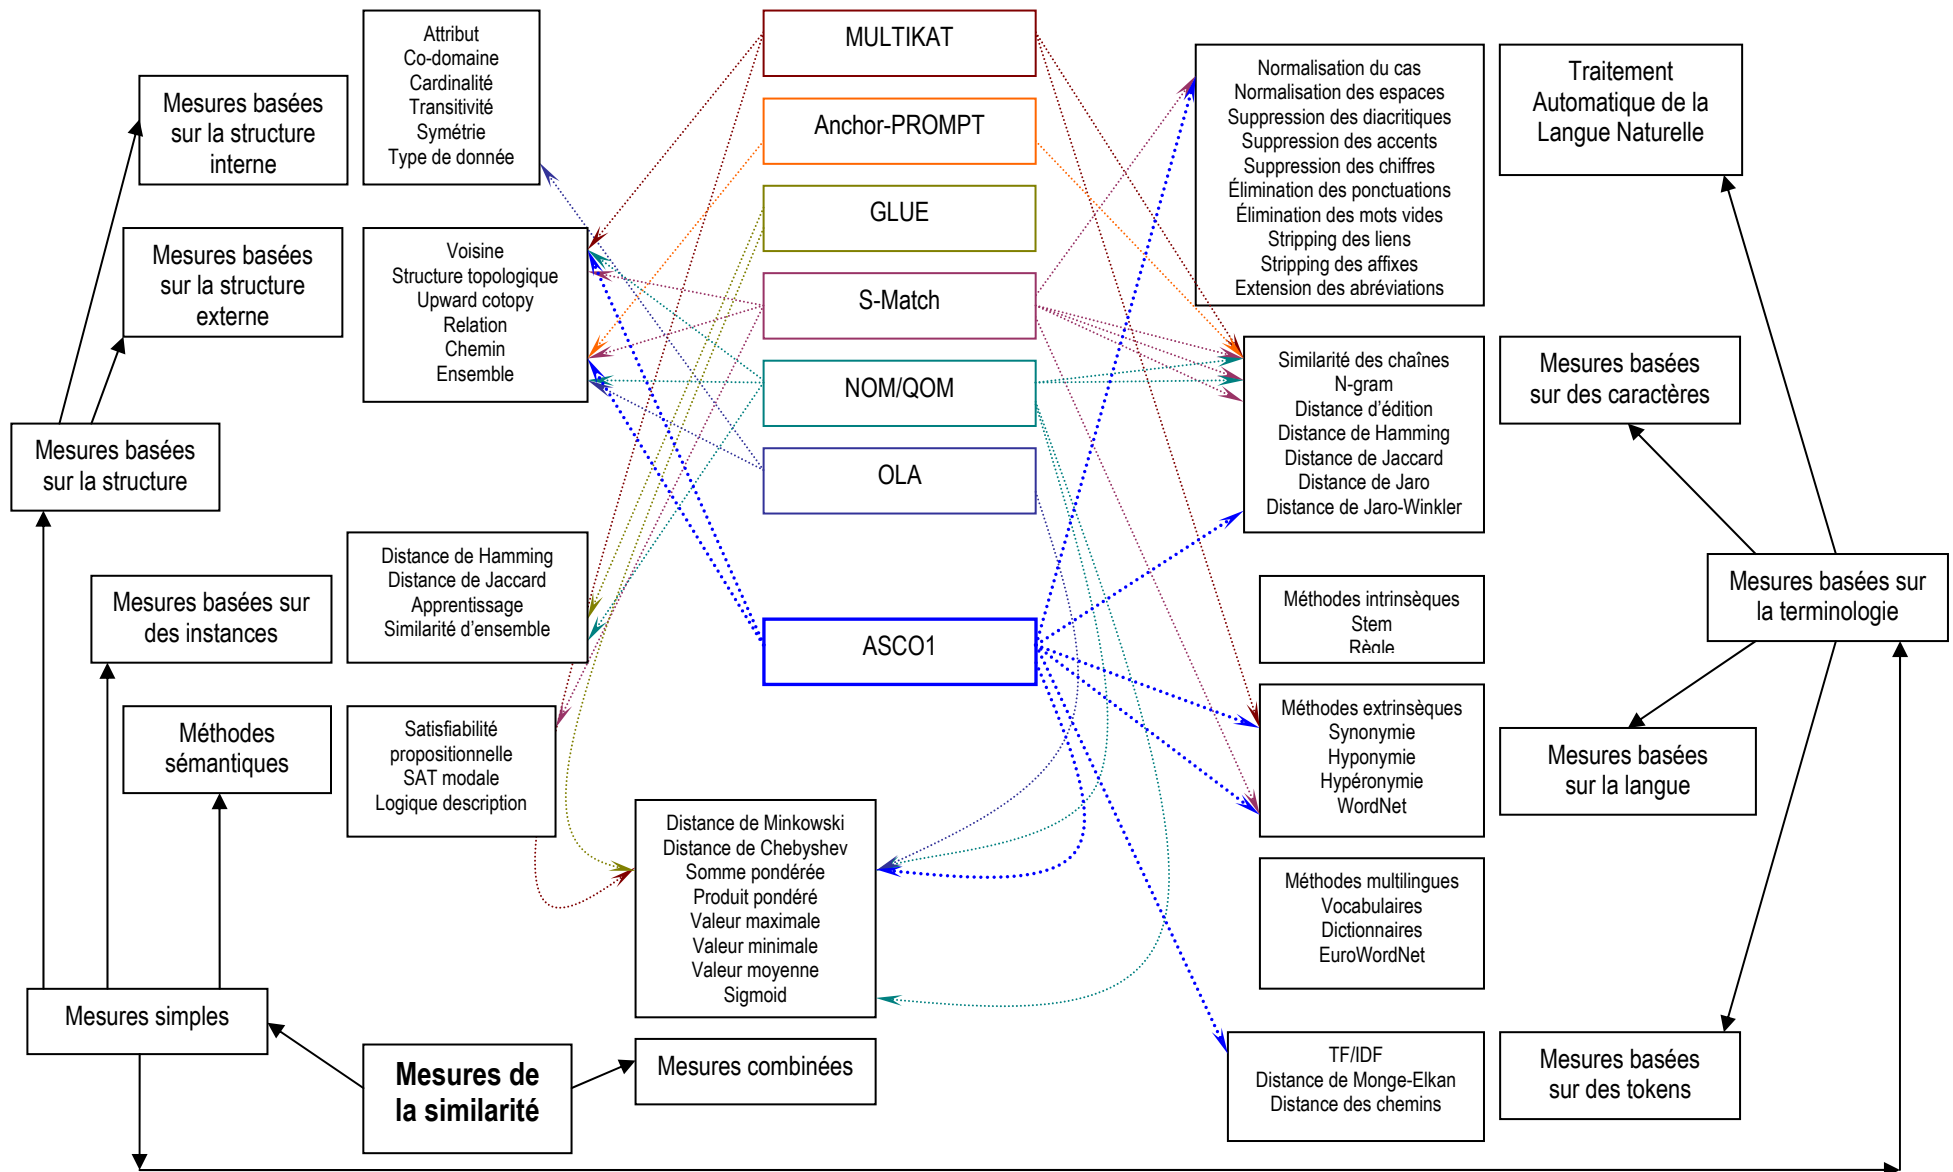 Attribut
Co-domaine
Cardinalité
Transitivité
Symétrie
Type de donnée
MULTIKAT
Anchor-PROMPT
GLUE
S-Match
NOM/QOM
OLA
ASCO1
Normalisation du cas
Normalisation des espaces
Suppression des diacritiques
Suppression des accents
Suppression des chiffres
Élimination des ponctuations
Élimination des mots vides
Stripping des liens
Stripping des affixes
Extension des abréviations
Traitement
Automatique de la
Langue Naturelle
Mesures basées
sur la structure
interne
Mesures basées
sur la structure
externe
Voisine
Structure topologique
Upward cotopy
Relation
Chemin
Ensemble
Similarité des chaînes
N-gram
Distance d'édition
Distance de Hamming
Distance de Jaccard
Distance de Jaro
Distance de Jaro-Winkler
Mesures basées
sur des caractères
Mesures basées
sur la structure
Distance de Hamming
Distance de Jaccard
Apprentissage
Similarité d'ensemble
Mesures basées sur
des instances
Méthodes intrinsèques
Stem
Règle
Mesures basées sur
la terminologie
Méthodes
sémantiques
Satisfiabilité
propositionnelle
SAT modale
Logique description
Méthodes extrinsèques
Synonymie
Hyponymie
Hypéronymie
WordNet
Mesures basées
sur la langue
Distance de Minkowski
Distance de Chebyshev
Somme pondérée
Produit pondéré
Valeur maximale
Valeur minimale
Valeur moyenne
Sigmoid
Méthodes multilingues
Vocabulaires
Dictionnaires
EuroWordNet
Mesures simples
Mesures de
la similarité
Mesures combinées
TF/IDF
Distance de Monge-Elkan
Distance des chemins
Mesures basées
sur des tokens